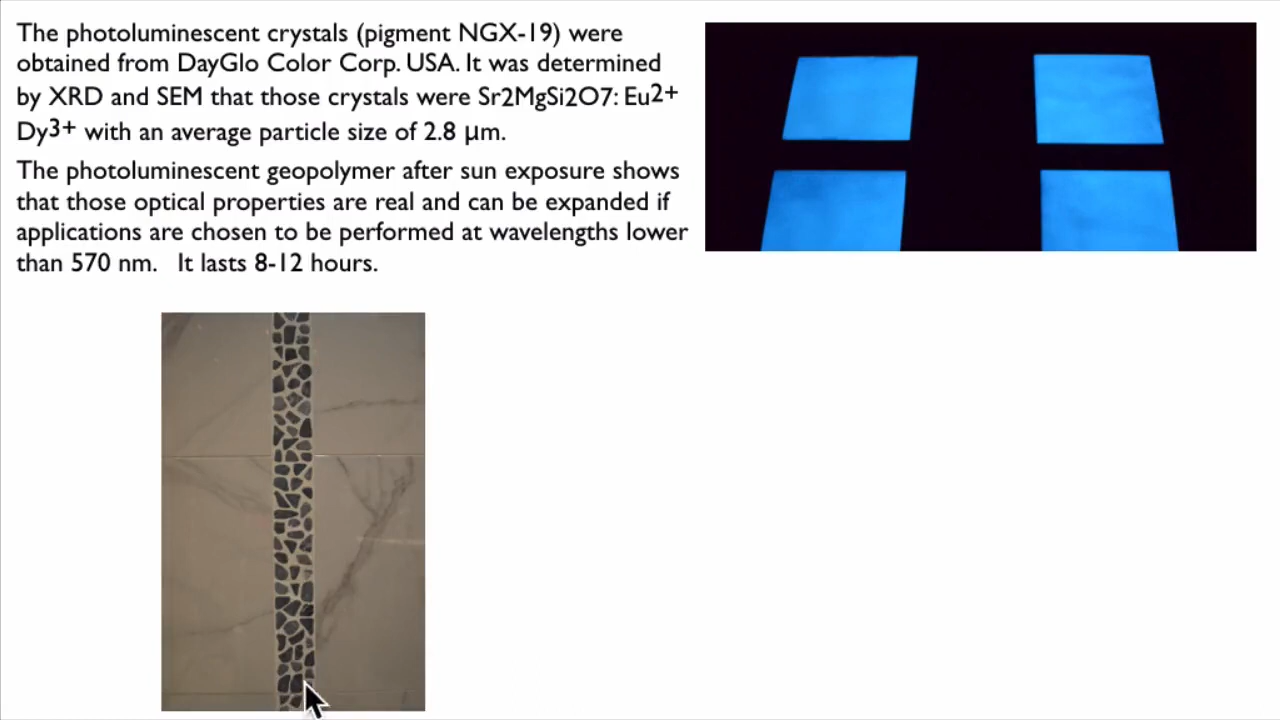 The photoluminescent crystals (pigment NGX-19) were
obtained from DayGlo Color Corp. USA. It was determined
by XRD and SEM that those crystals were Sr2MgSi2O7: Eu2+
Dy3+ with an average particle size of 2.8 μm.
The photoluminescent geopolymer after sun exposure shows
that those optical properties are real and can be expanded if
applications are chosen to be performed at wavelengths lower
than 570 nm. It lasts 8-12 hours.